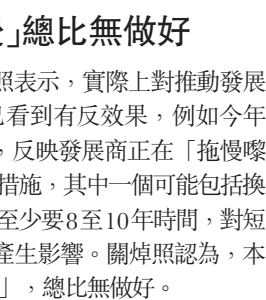 」總比無做好
照表示，實際上對推動發展
看到有反效果，例如今年
，反映發展商正在「拖慢嚟
措施，其中一個可能包括換
至少要8至10年時間，對短
產生影響。關焯照認為，本
」，總比無做好。